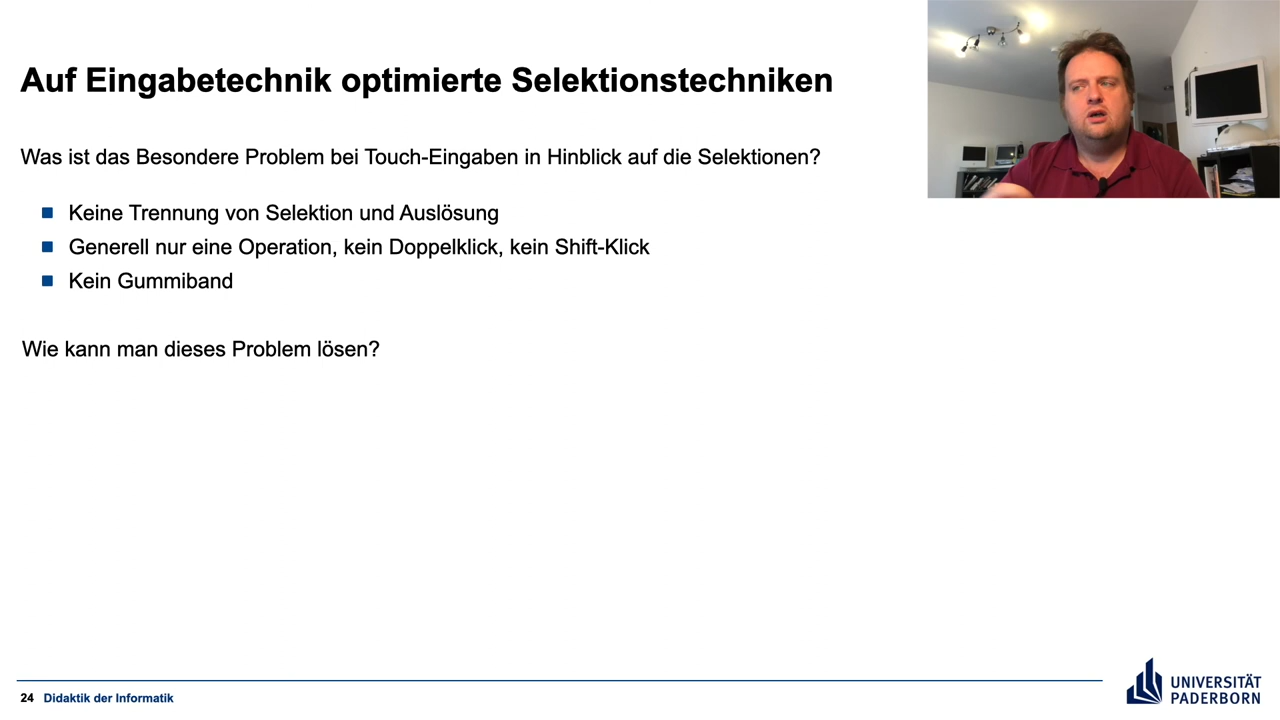 Auf Eingabetechnik optimierte Selektionstechniken
Was ist das Besondere Problem bei Touch-Eingaben in Hinblick auf die Selektionen?
Keine Trennung von Selektion und Auslösung
Generell nur eine Operation, kein Doppelklick, kein Shift-Klick
Kein Gummiband
Wie kann man dieses Problem lösen?
24 Didaktik der Informatik
UNIVERSITÄT
PADERBORN